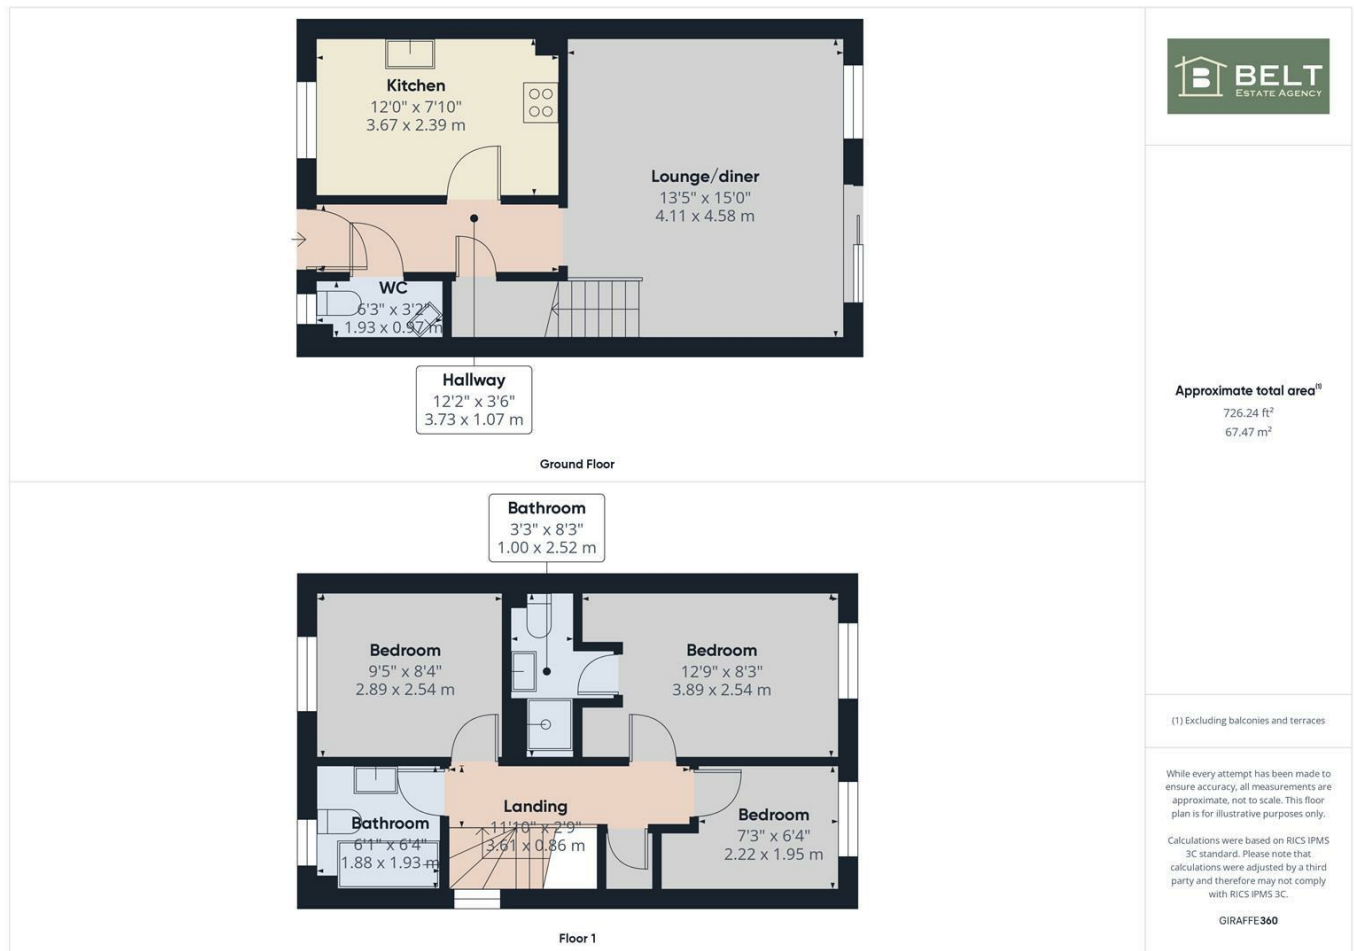 Kitchen
12'0" x 7'10"
3.67 x 2.39 m
Lounge/diner
13'5" x 15'0"
4.11 x 4.58 m
WC
6'3" x 3'2"
1.93 x 0.97 m
Hallway
12'2" x 3'6"
3.73 x 1.07 m
Ground Floor
Bathroom
3'3" x 8'3"
1.00 x 2.52 m
Bedroom
9'5" x 8'4"
2.89 x 2.54 m
Bedroom
12'9" x 8'3"
3.89 x 2.54 m
Landing
11'10" x 2'9"
3.61 x 0.86 m
Bathroom
6'1" x 6'4"
1.88 x 1.93 m
Bedroom
7'3" x 6'4"
2.22 x 1.95 m
Floor 1
B BELT
ESTATE AGENCY
Approximate total area⁽¹⁾
726.24 ft²
67.47 m²
(1) Excluding balconies and terraces
While every attempt has been made to
ensure accuracy, all measurements are
approximate, not to scale. This floor
plan is for illustrative purposes only.
Calculations were based on RICS IPMS
3C standard. Please note that
calculations were adjusted by a third
party and therefore may not comply
with RICS IPMS 3C.
GIRAFFE360